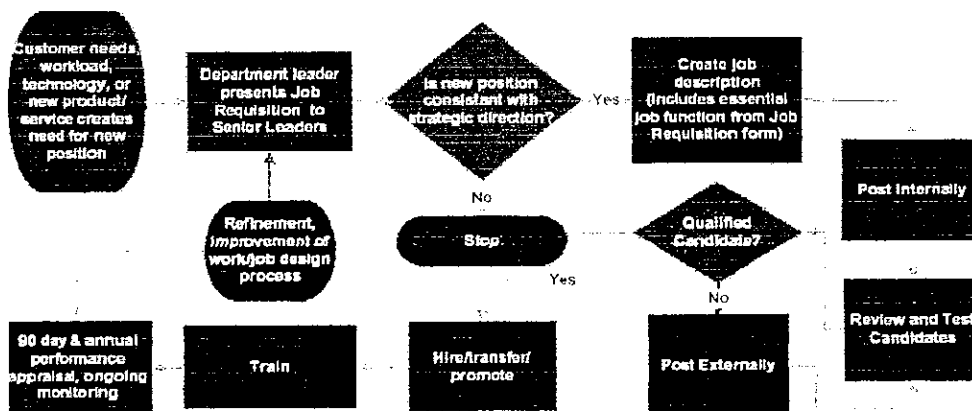 Customer needs,
workload,
technology, or
new product/
service creates
need for new
position
Department leader
presents Job
Requisition to
Senior Leaders
Is new position
consistant with
strategic direction?
Yes
Create job
description
(includes essential
job function from Job
Requisition form)
No
Post Internally
Refinement,
improvement of
work/job design
process
Stop
Qualified
Candidate?
Yes
No
Review and Test
Candidates
90 day & annual
performance
appraisal, ongoing
monitoring
Train
Hire/transfer/
promote
Post Externally